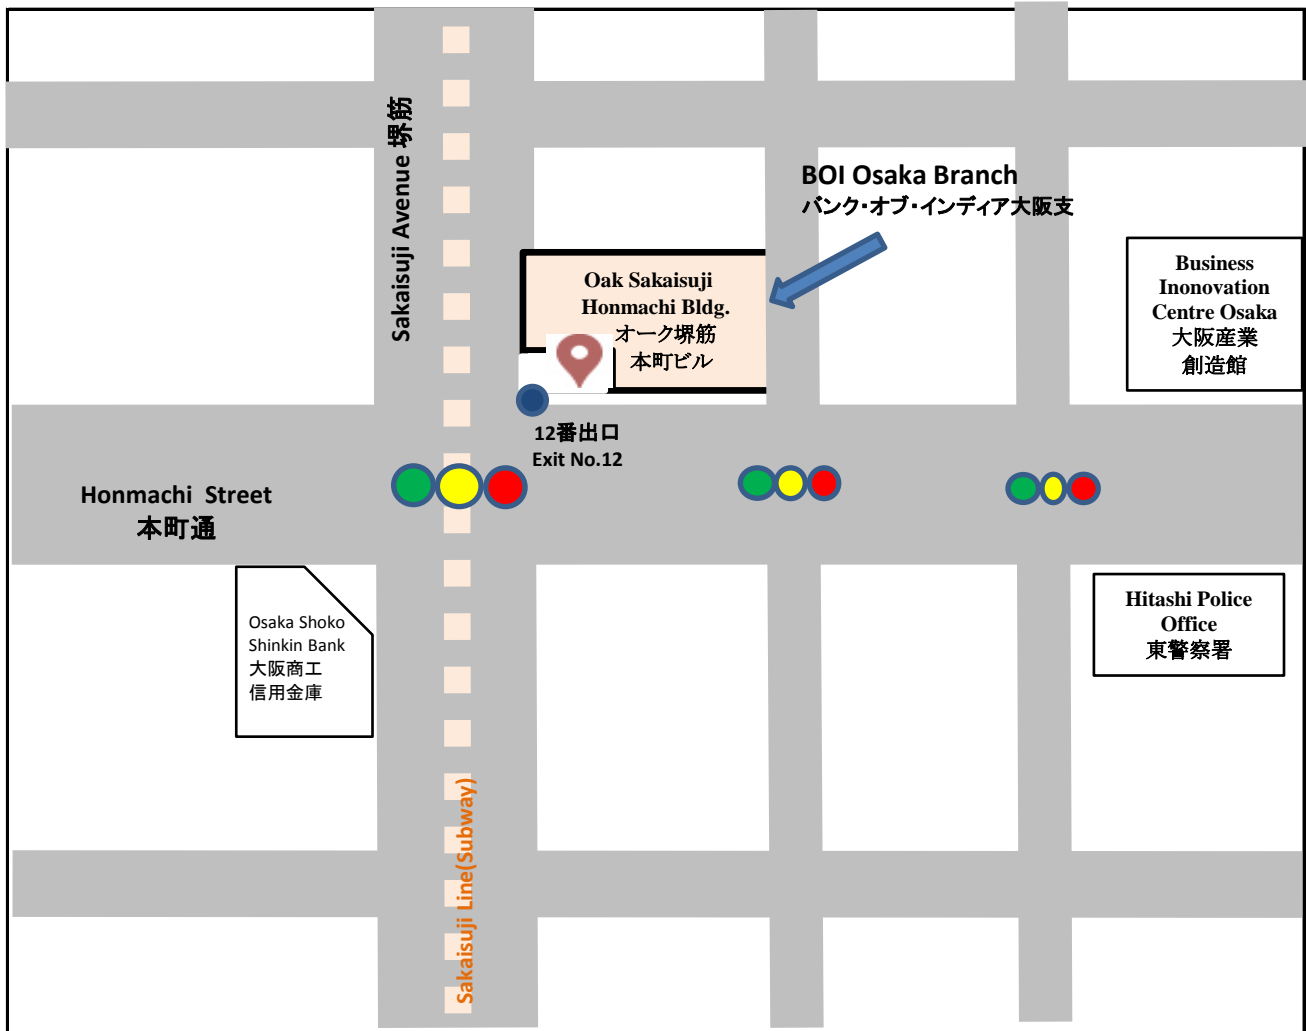 Sakaisuji Avenue 堺筋
BOI Osaka Branch
バンク・オブ・インディア大阪支
Oak Sakaisuji
Honmachi Bldg.
オーク堺筋
本町ビル
Business
Inonovation
Centre Osaka
大阪産業
創造館
12番出口
Exit No.12
Honmachi Street
本町通
Osaka Shoko
Shinkin Bank
大阪商工
信用金庫
Hitashi Police
Office
東警察署
Sakaisuji Line(Subway)